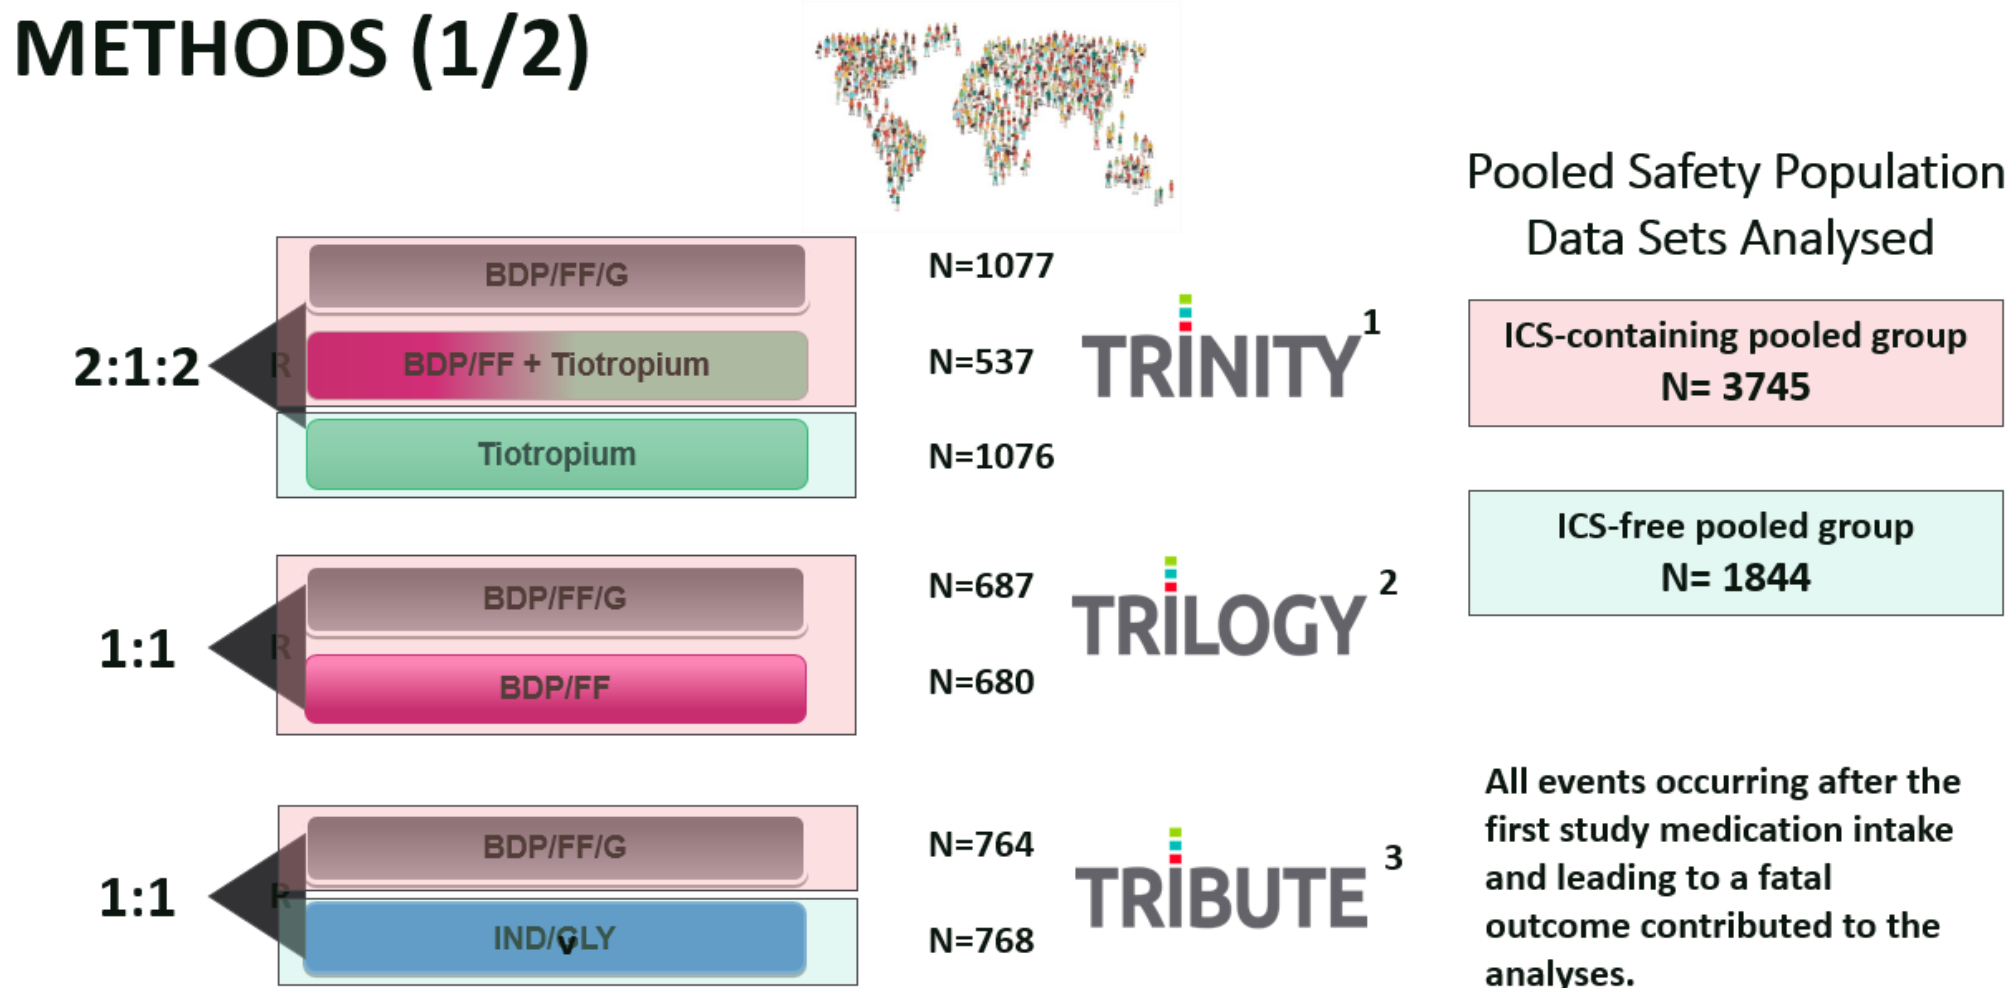 METHODS (1/2)
Pooled Safety Population
Data Sets Analysed
2:1:2
R
BDP/FF/G
BDP/FF + Tiotropium
Tiotropium
N=1077
N=537
N=1076
TRINITY 1
ICS-containing pooled group
N= 3745
ICS-free pooled group
N= 1844
1:1
R
BDP/FF/G
BDP/FF
N=687
N=680
TRILOGY 2
1:1
R
BDP/FF/G
IND/GLY
v
N=764
N=768
TRIBUTE 3
All events occurring after the
first study medication intake
and leading to a fatal
outcome contributed to the
analyses.